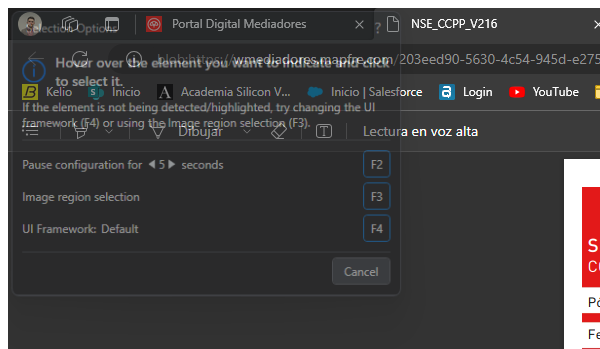 Portal Digital Mediadores
NSE_CCPP_V216
Selection Options
?
blob:https://wmediadores.mapfre.com/203eed90-5630-4c54-945d-e275
Hover over the element you want to indicate and click
to select it.
Kelio
Inicio
Academia Silicon V...
Inicio | Salesforce
Login
YouTube
If the element is not being detected/highlighted, try changing the UI
framework (F4) or using the Image region selection (F3).
Dibujar
Lectura en voz alta
Pause configuration for 5 seconds
F2
Image region selection
F3
UI Framework: Default
F4
Cancel
S
Pó
Fe